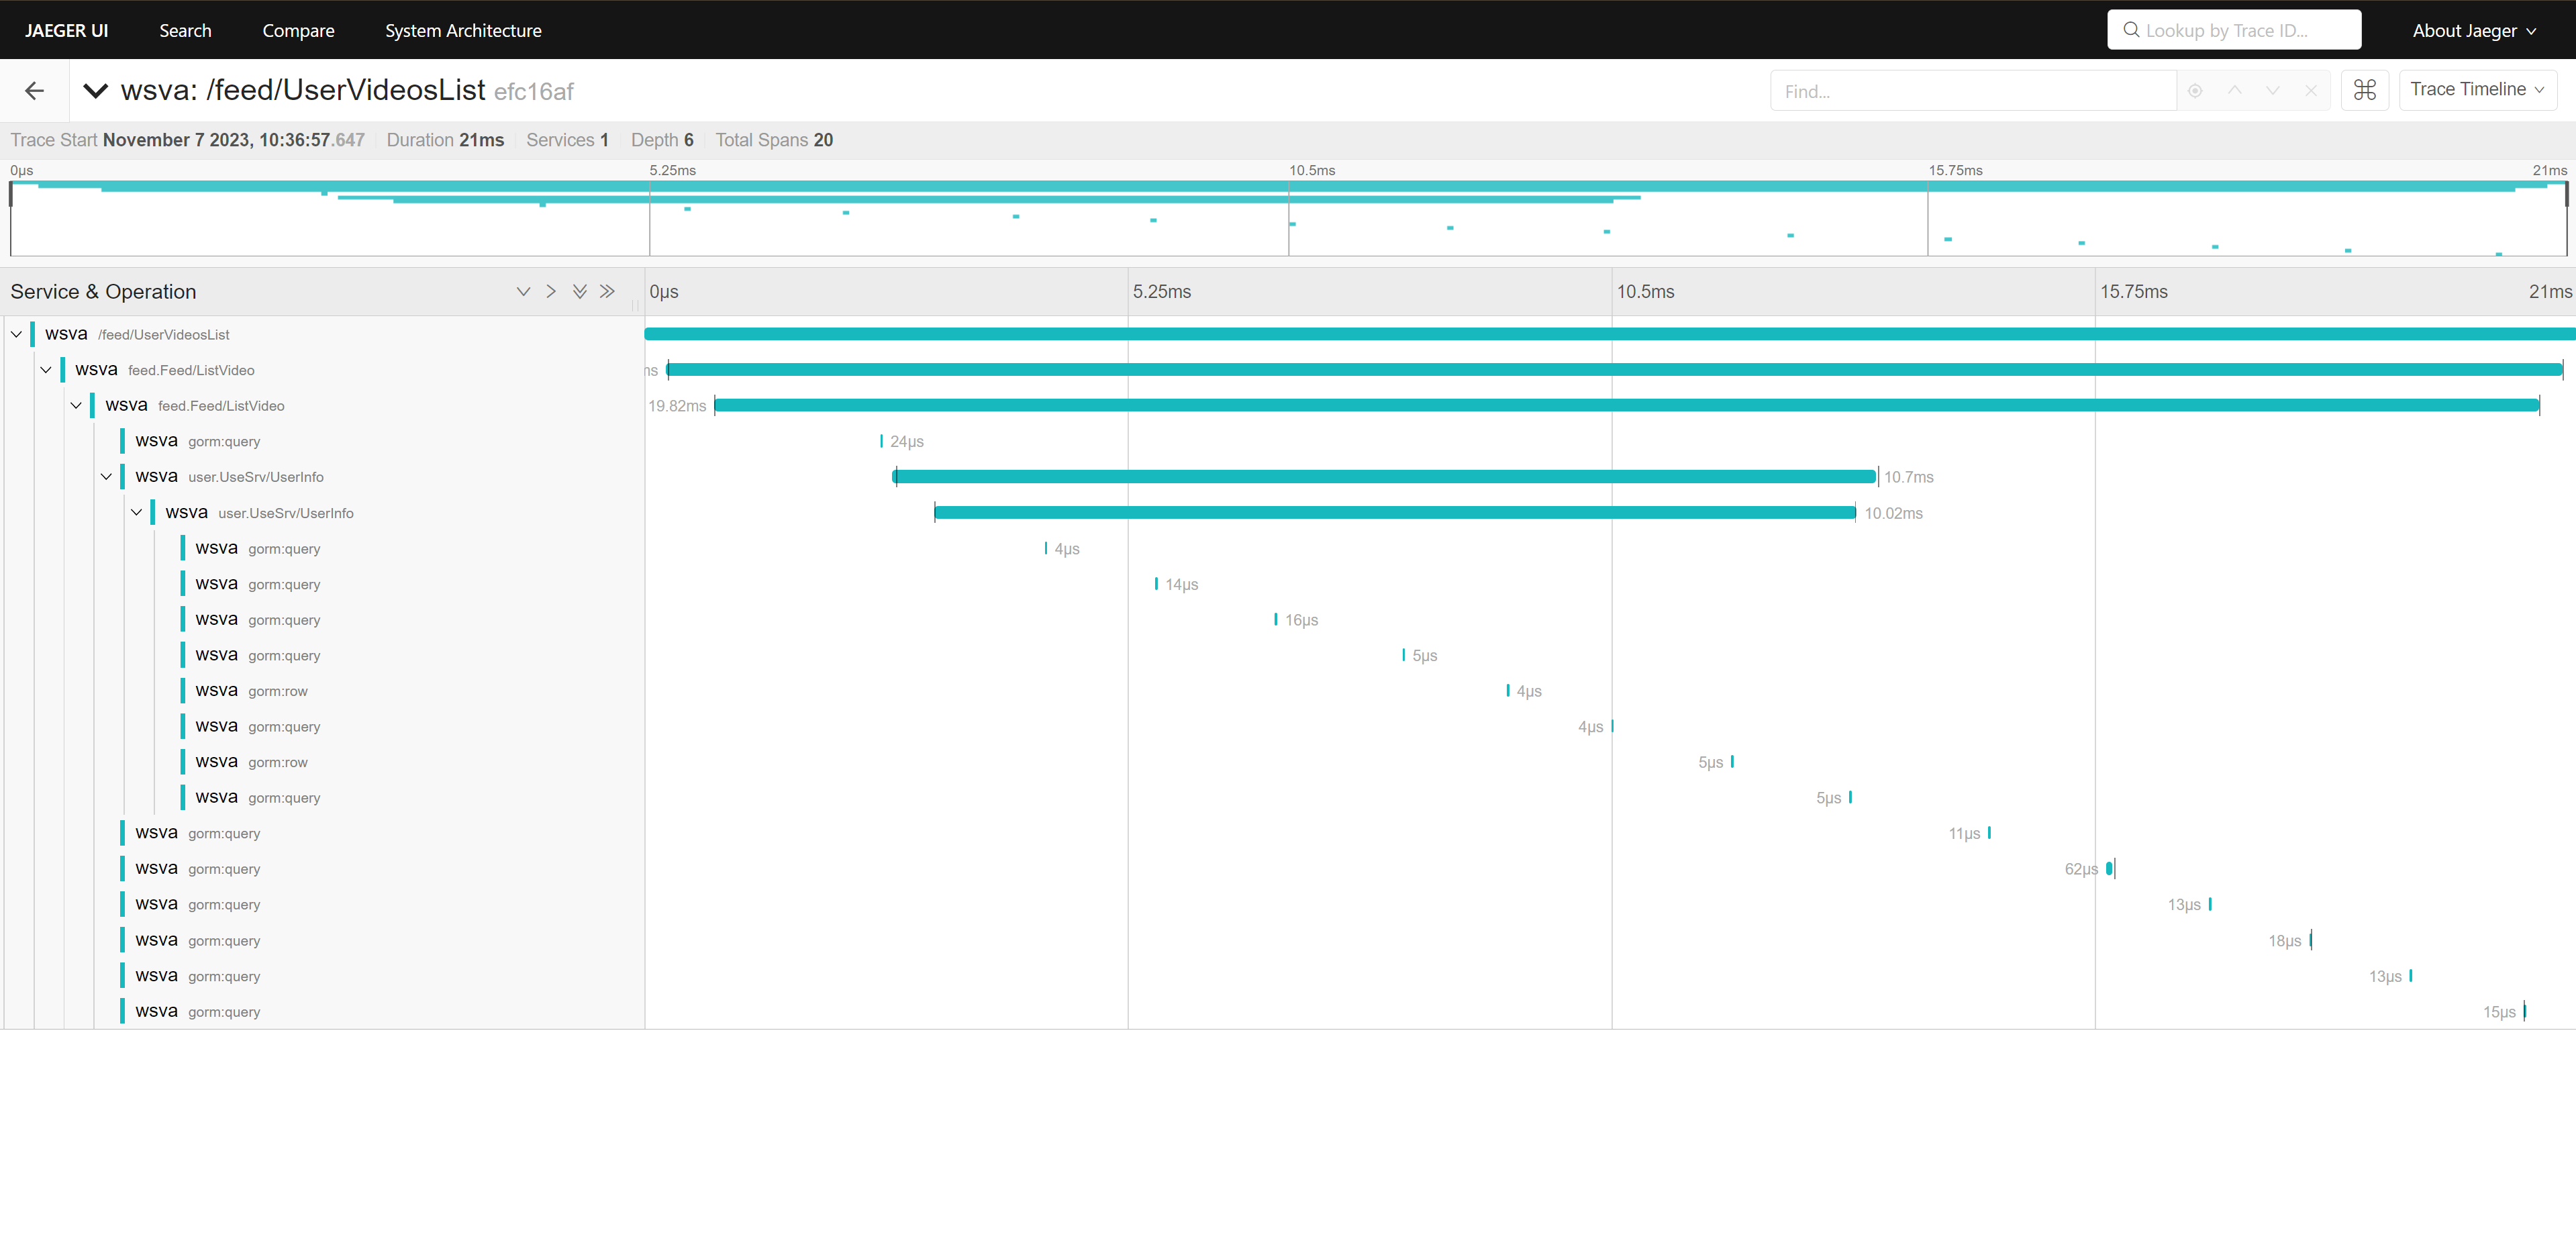 JAEGER UI Search Compare System Architecture Lookup by Trace ID... About Jaeger
wsva: /feed/UserVideosList efc16af Find... Trace Timeline
Trace Start November 7 2023, 10:36:57.647 Duration 21ms Services 1 Depth 6 Total Spans 20
0μs 5.25ms 10.5ms 15.75ms 21ms
Service & Operation 0μs 5.25ms 10.5ms 15.75ms 21ms
wsva /feed/UserVideosList
wsva feed.Feed/ListVideo
wsva feed.Feed/ListVideo 19.82ms
wsva gorm:query 24μs
wsva user.UseSrv/UserInfo 10.7ms
wsva user.UseSrv/UserInfo 10.02ms
wsva gorm:query 4μs
wsva gorm:query 14μs
wsva gorm:query 16μs
wsva gorm:query 5μs
wsva gorm:row 4μs
wsva gorm:query 4μs
wsva gorm:row 5μs
wsva gorm:query 5μs
wsva gorm:query 11μs
wsva gorm:query 62μs
wsva gorm:query 13μs
wsva gorm:query 18μs
wsva gorm:query 13μs
wsva gorm:query 15μs